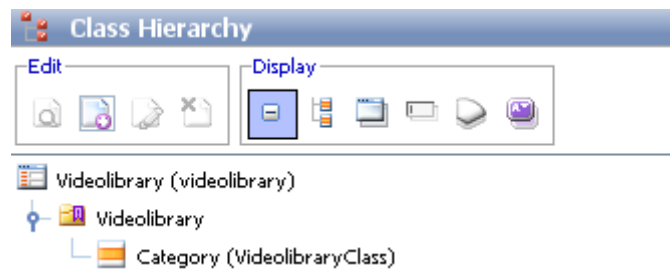 Class Hierarchy
Edit Display
Videolibrary (videolibrary)
Videolibrary
Category (VideolibraryClass)